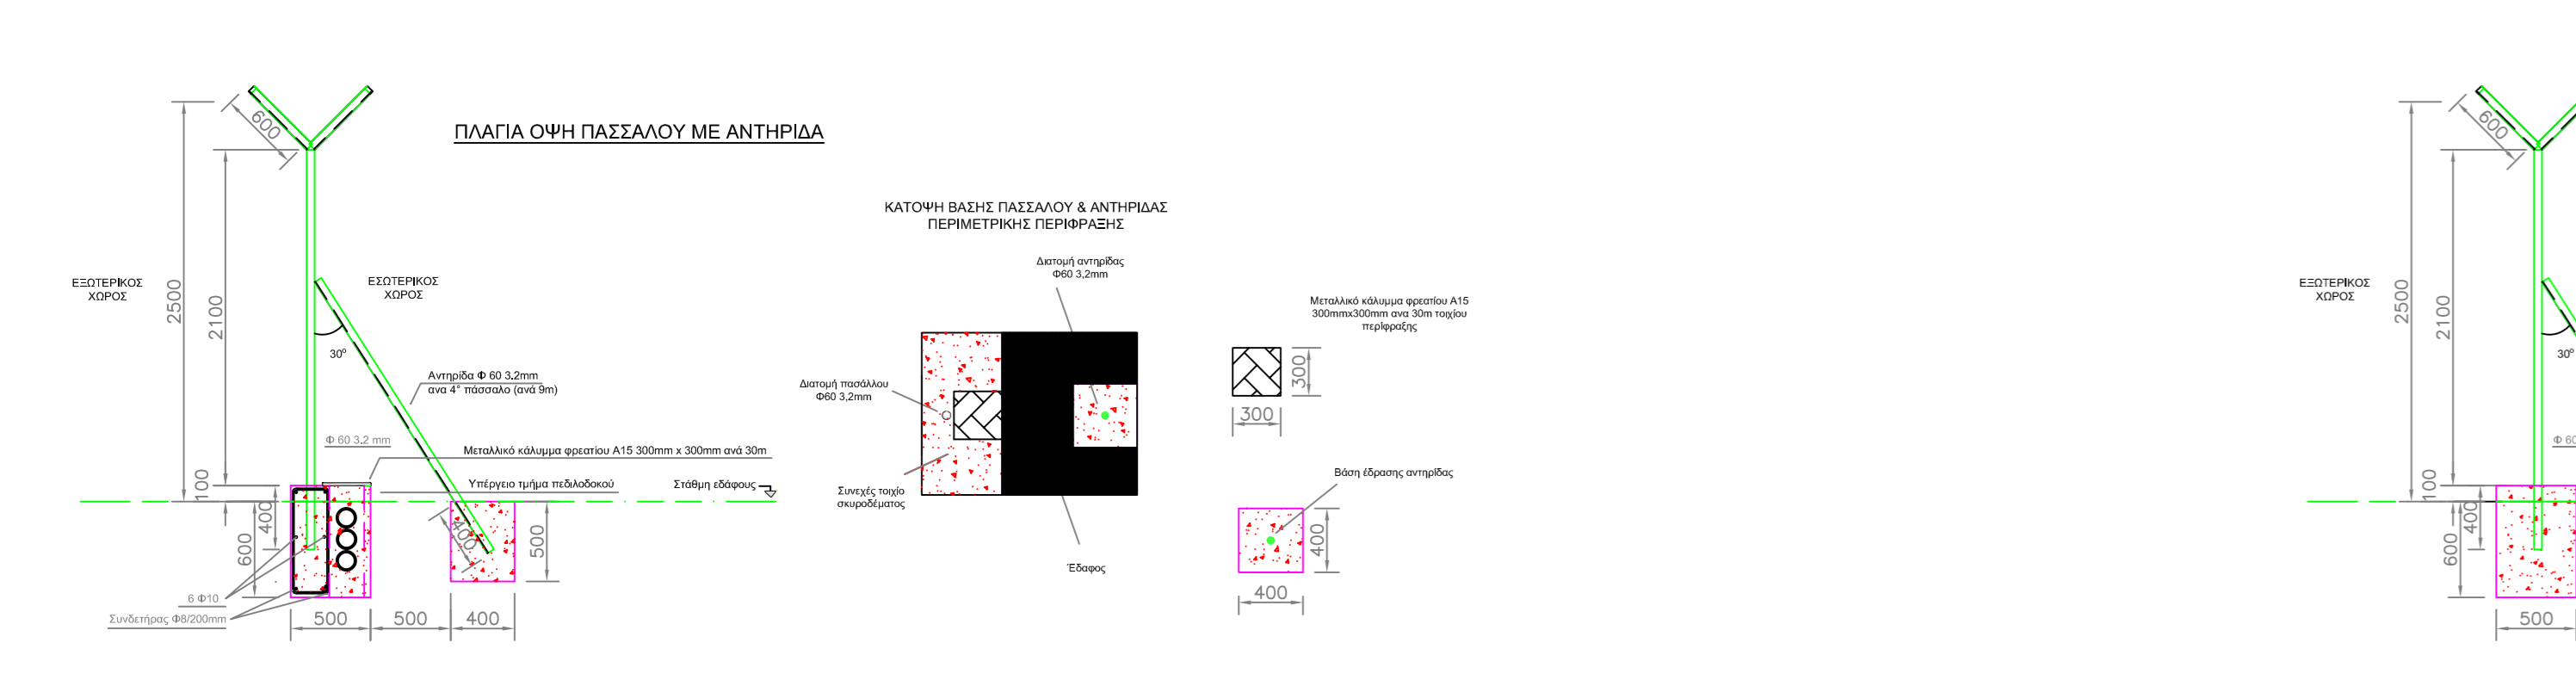 ΠΛΑΓΙΑ ΟΨΗ ΠΑΣΣΑΛΟΥ ΜΕ ΑΝΤΗΡΙΔΑ
600
2500
2100
ΕΞΩΤΕΡΙΚΟΣ
ΧΩΡΟΣ
ΕΣΩΤΕΡΙΚΟΣ
ΧΩΡΟΣ
30°
Αντηρίδα Φ 60 3.2mm
ανα 4° πάσσαλο (ανά 9m)
Φ 60 3.2 mm
Μεταλλικό κάλυμμα φρεατίου Α15 300mm x 300mm ανά 30m
Υπέργειο τμήμα πεδιλοδοκού
Στάθμη εδάφους
100
400
600
400
500
6 Φ10
Συνδετήρας Φ8/200mm
500
500
400
ΚΑΤΟΨΗ ΒΑΣΗΣ ΠΑΣΣΑΛΟΥ & ΑΝΤΗΡΙΔΑΣ
ΠΕΡΙΜΕΤΡΙΚΗΣ ΠΕΡΙΦΡΑΞΗΣ
Διατομή αντηρίδας
Φ60 3,2mm
Διατομή πασάλλου
Φ60 3,2mm
Συνεχές τοιχίο
σκυροδέματος
Έδαφος
Μεταλλικό κάλυμμα φρεατίου Α15
300mmx300mm ανα 30m τοιχίου
περίφραξης
300
300
Βάση έδρασης αντηρίδας
400
400
600
2500
2100
ΕΞΩΤΕΡΙΚΟΣ
ΧΩΡΟΣ
30°
Φ 60
100
400
600
500